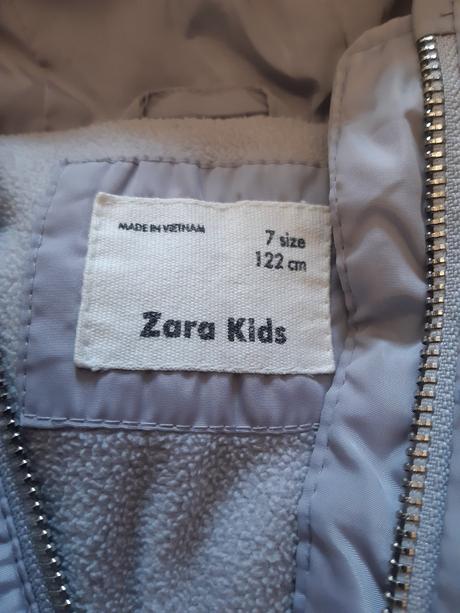 MADE IN VIETNAM
7 size
122 cm
Zara Kids